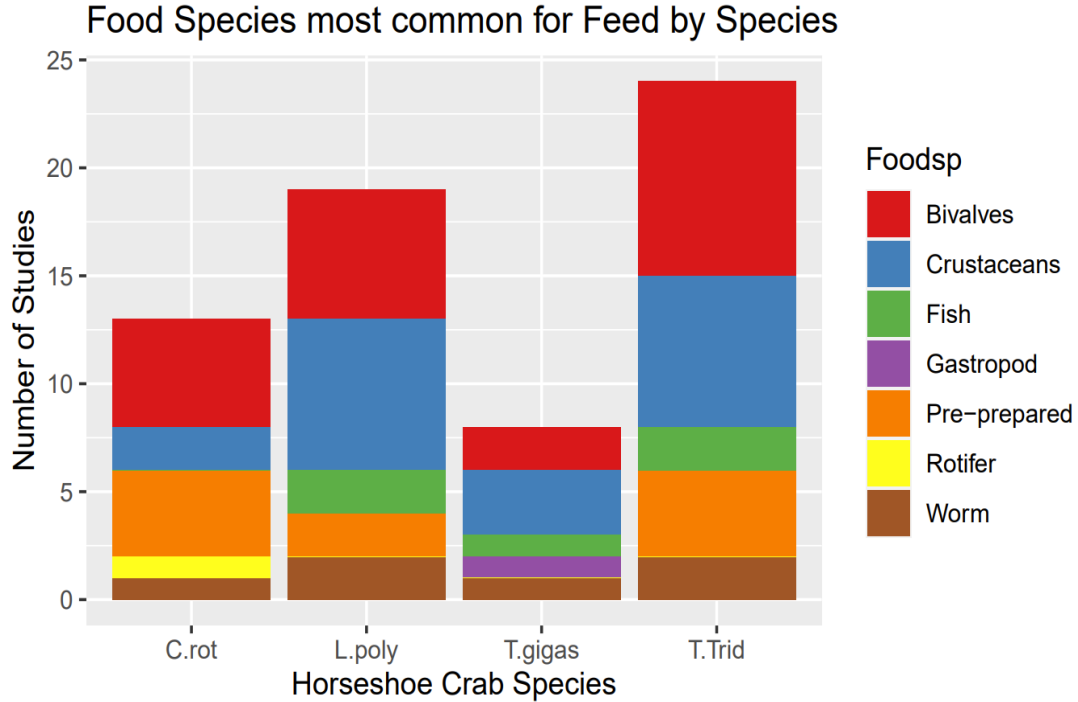 Food Species most common for Feed by Species
25
20
15
10
5
0
Number of Studies
C.rot L.poly T.gigas T.Trid
Horseshoe Crab Species
Foodsp
Bivalves
Crustaceans
Fish
Gastropod
Pre−prepared
Rotifer
Worm